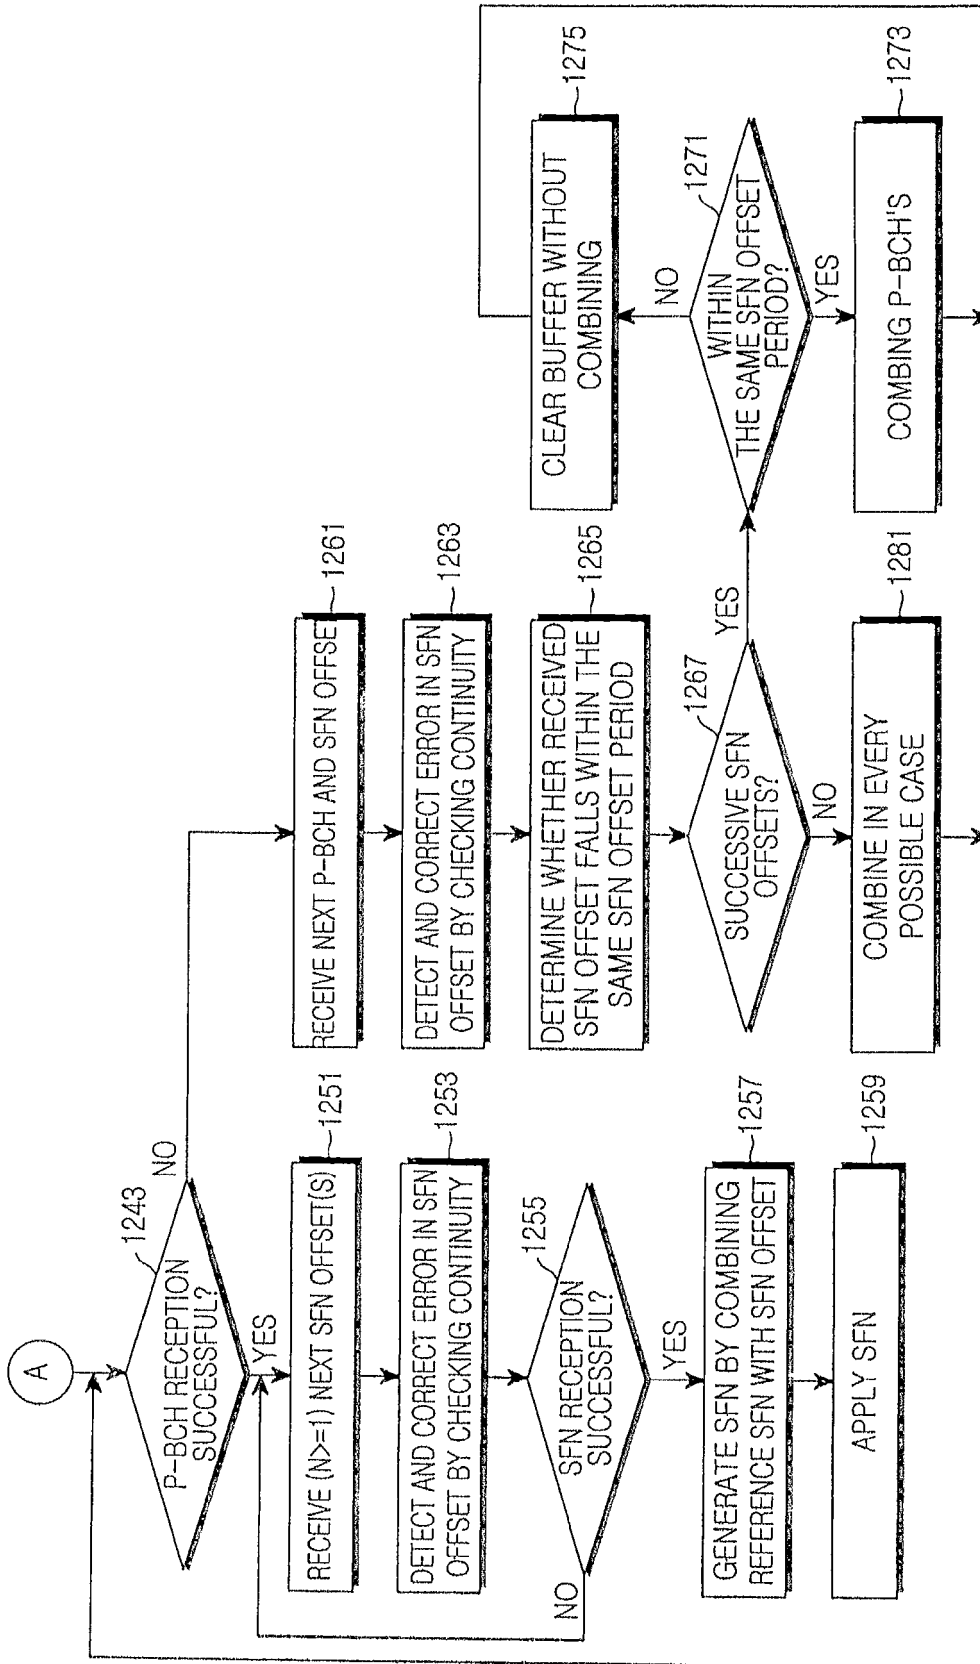 A
P-BCH RECEPTION
SUCCESSFUL?
1243
NO
YES
RECEIVE (N>=1) NEXT SFN OFFSET(S)
1251
DETECT AND CORRECT ERROR IN SFN
OFFSET BY CHECKING CONTINUITY
1253
SFN RECEPTION
SUCCESSFUL?
1255
NO
YES
GENERATE SFN BY COMBINING
REFERENCE SFN WITH SFN OFFSET
1257
APPLY SFN
1259
RECEIVE NEXT P-BCH AND SFN OFFSE
1261
DETECT AND CORRECT ERROR IN SFN
OFFSET BY CHECKING CONTINUITY
1263
DETERMINE WHETHER RECEIVED
SFN OFFSET FALLS WITHIN THE
SAME SFN OFFSET PERIOD
1265
SUCCESSIVE SFN
OFFSETS?
1267
YES
NO
COMBINE IN EVERY
POSSIBLE CASE
1281
CLEAR BUFFER WITHOUT
COMBINING
1275
NO
WITHIN
THE SAME SFN OFFSET
PERIOD?
1271
YES
COMBING P-BCH'S
1273